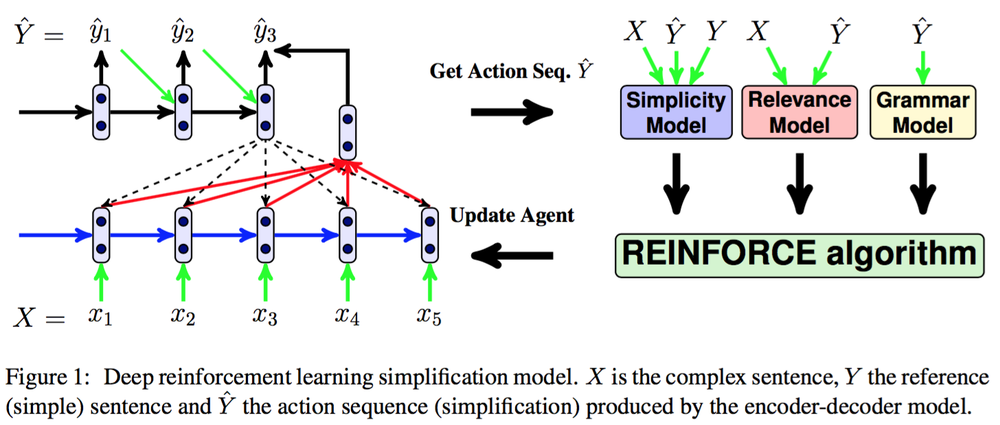 Ŷ = ŷ1 ŷ2 ŷ3
X Ŷ Y X Ŷ Ŷ
Get Action Seq. Ŷ
Simplicity Model
Relevance Model
Grammar Model
Update Agent
REINFORCE algorithm
X = x1 x2 x3 x4 x5
Figure 1: Deep reinforcement learning simplification model. X is the complex sentence, Y the reference
(simple) sentence and Ŷ the action sequence (simplification) produced by the encoder-decoder model.